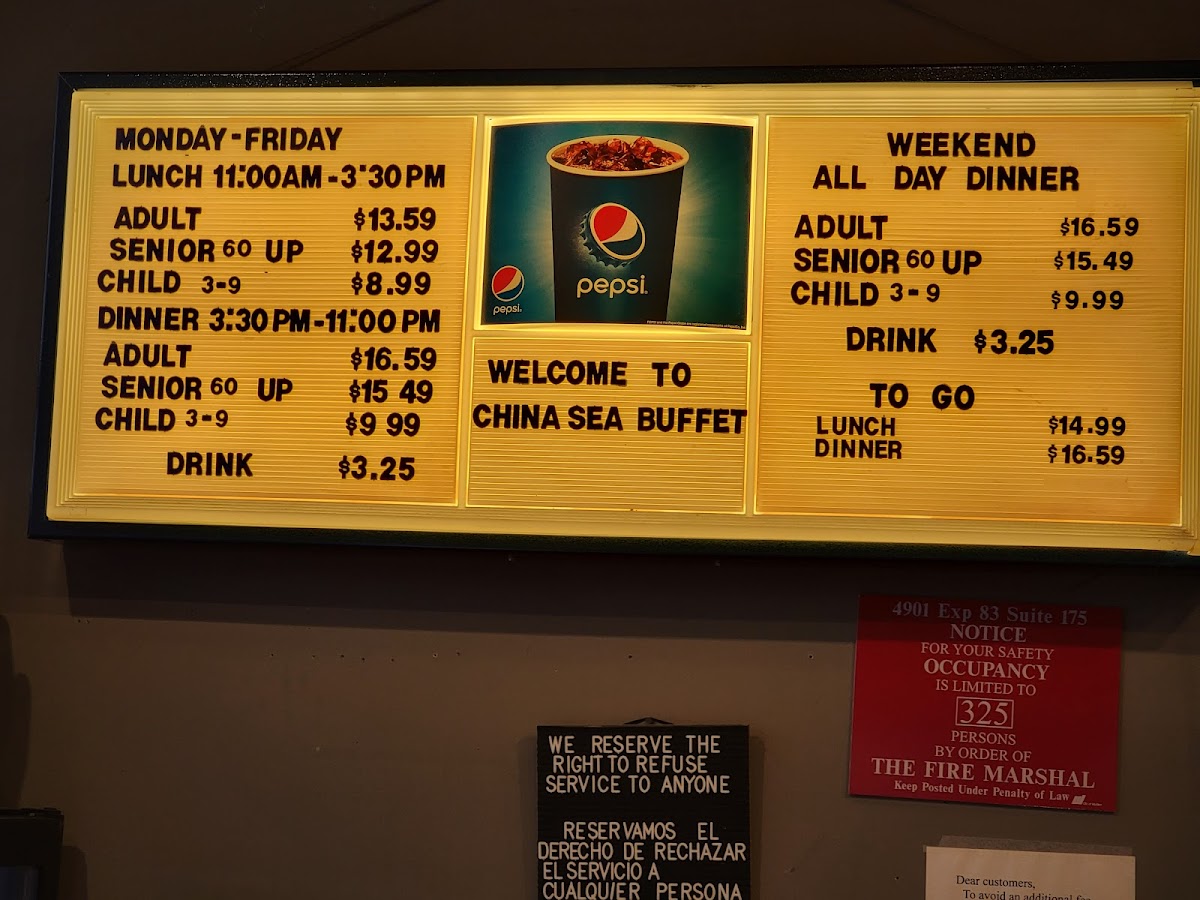 MONDAY-FRIDAY
LUNCH 11:00AM-3:30PM
ADULT $13.59
SENIOR 60 UP $12.99
CHILD 3-9 $8.99
DINNER 3:30PM-11:00PM
ADULT $16.59
SENIOR 60 UP $15 49
CHILD 3-9 $9 99
DRINK $3.25
pepsi.
pepsi.
WELCOME TO
CHINA SEA BUFFET
WEEKEND
ALL DAY DINNER
ADULT $16.59
SENIOR 60 UP $15.49
CHILD 3-9 $9.99
DRINK $3.25
TO GO
LUNCH $14.99
DINNER $16.59
4901 Exp 83 Suite 175
NOTICE
FOR YOUR SAFETY
OCCUPANCY
IS LIMITED TO
325
PERSONS
BY ORDER OF
THE FIRE MARSHAL
Keep Posted Under Penalty of Law
WE RESERVE THE
RIGHT TO REFUSE
SERVICE TO ANYONE
RESERVAMOS EL
DERECHO DE RECHAZAR
EL SERVICIO A
CUALQUIER PERSONA
Dear customers,
To avoid an additional